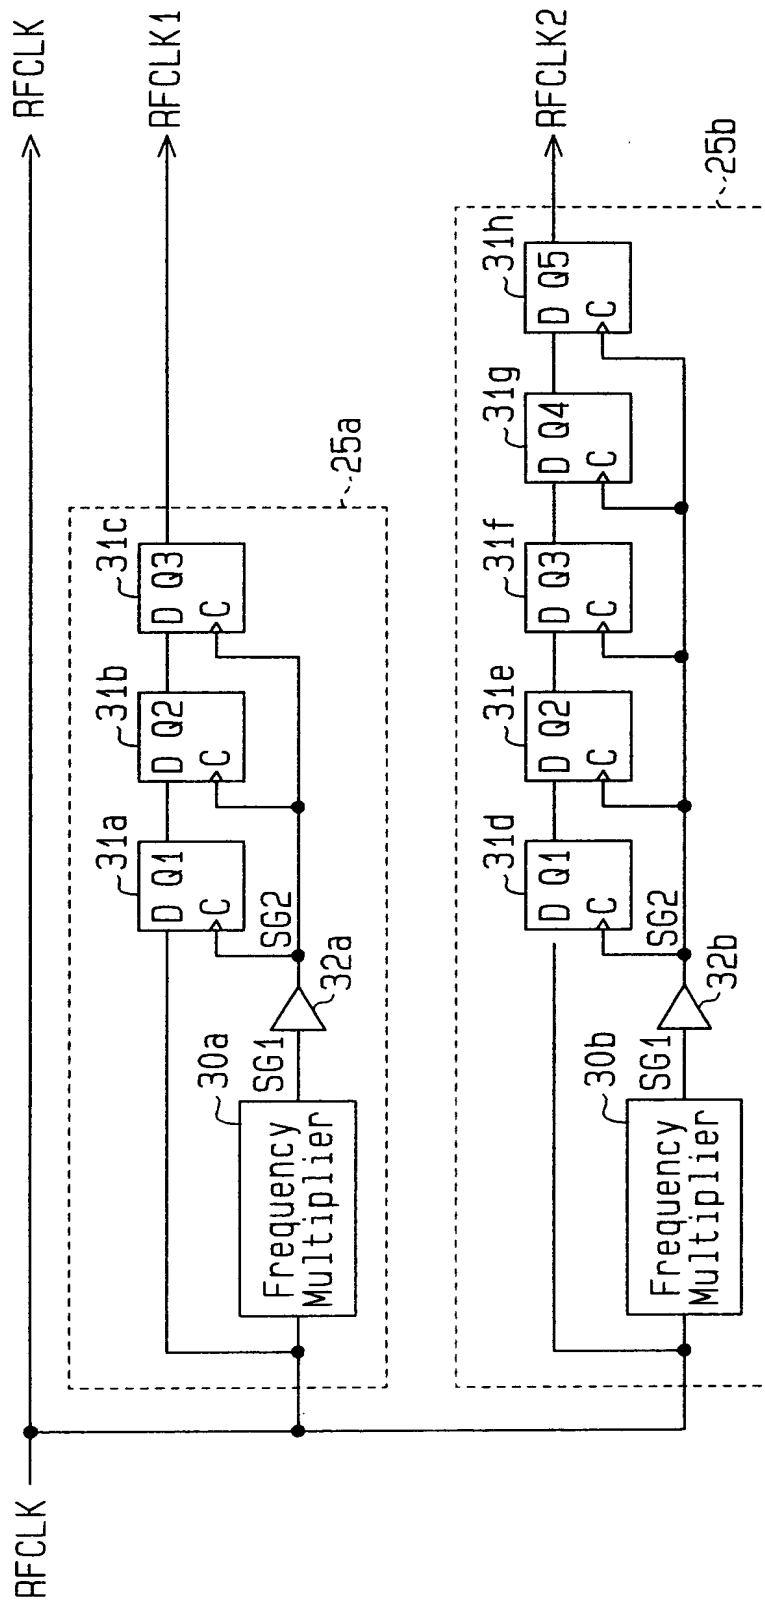 RFCLK
RFCLK
RFCLK1
25a
31a
D Q1
C
31b
D Q2
C
31c
D Q3
C
30a
Frequency
Multiplier
SG1
32a
SG2
RFCLK2
25b
31d
D Q1
C
31e
D Q2
C
31f
D Q3
C
31g
D Q4
C
31h
D Q5
C
30b
Frequency
Multiplier
SG1
32b
SG2